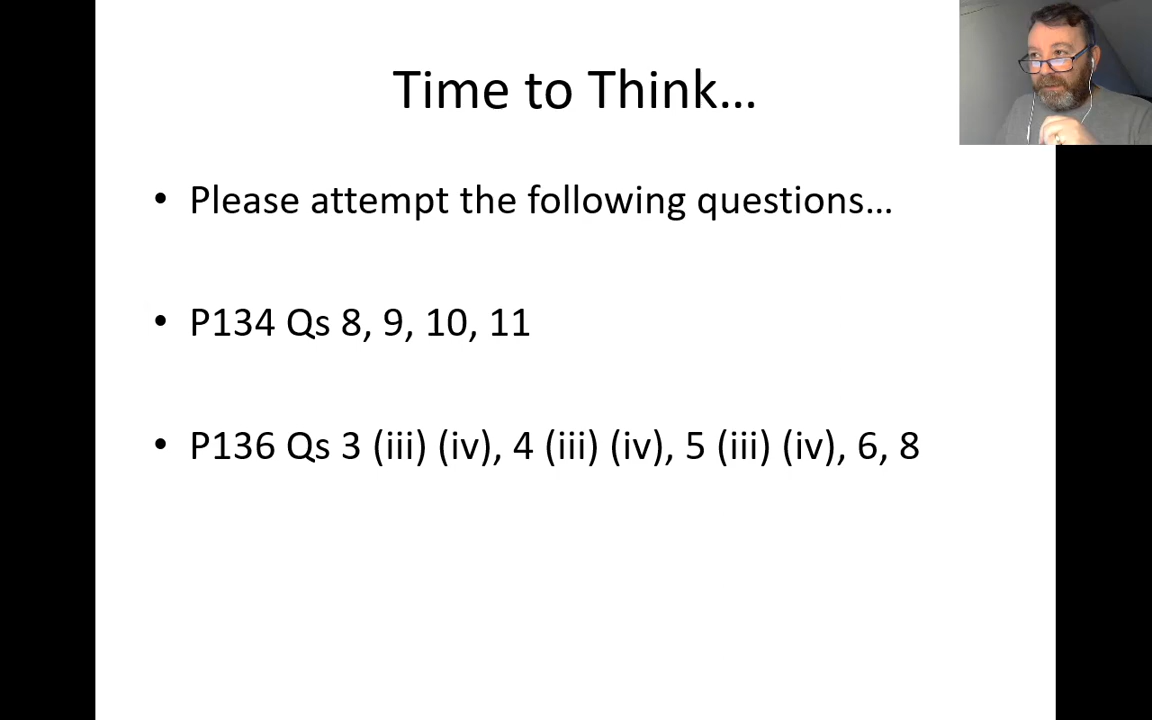 Time to Think…
• Please attempt the following questions…
• P134 Qs 8, 9, 10, 11
• P136 Qs 3 (iii) (iv), 4 (iii) (iv), 5 (iii) (iv), 6, 8